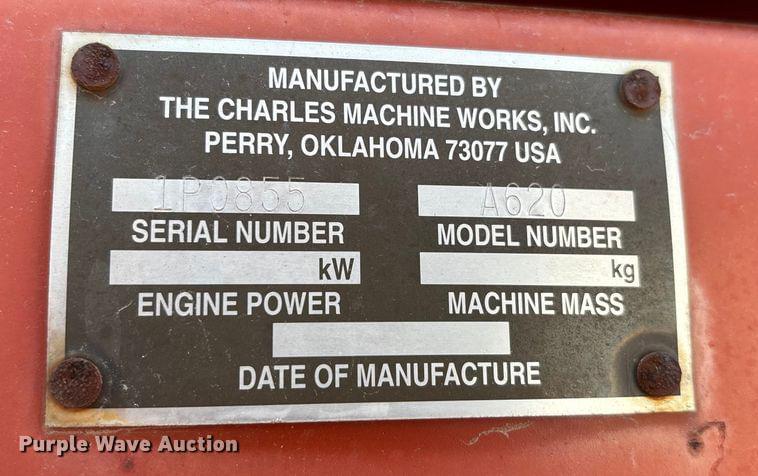 MANUFACTURED BY
THE CHARLES MACHINE WORKS, INC.
PERRY, OKLAHOMA 73077 USA
1P0855 A620
SERIAL NUMBER MODEL NUMBER
kW kg
ENGINE POWER MACHINE MASS
DATE OF MANUFACTURE
Purple Wave Auction